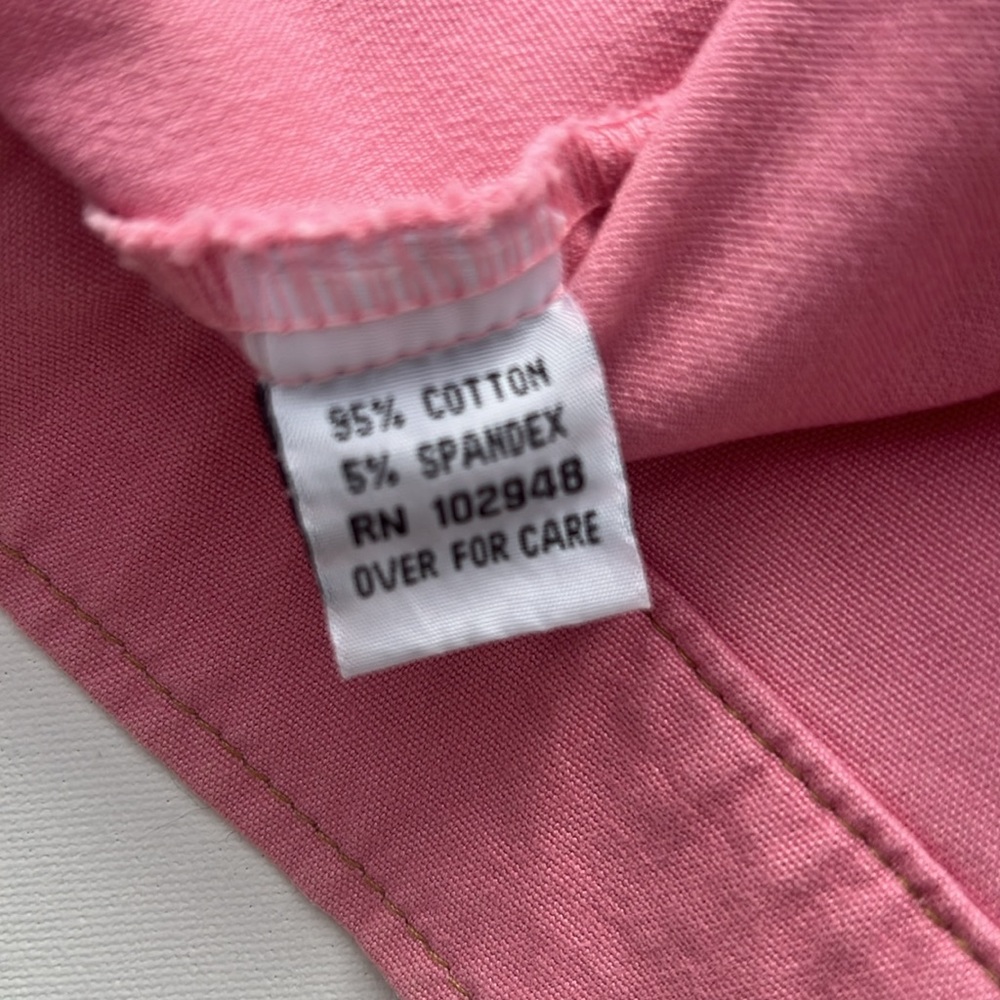 95% COTTON
5% SPANDEX
RN 102948
OVER FOR CARE